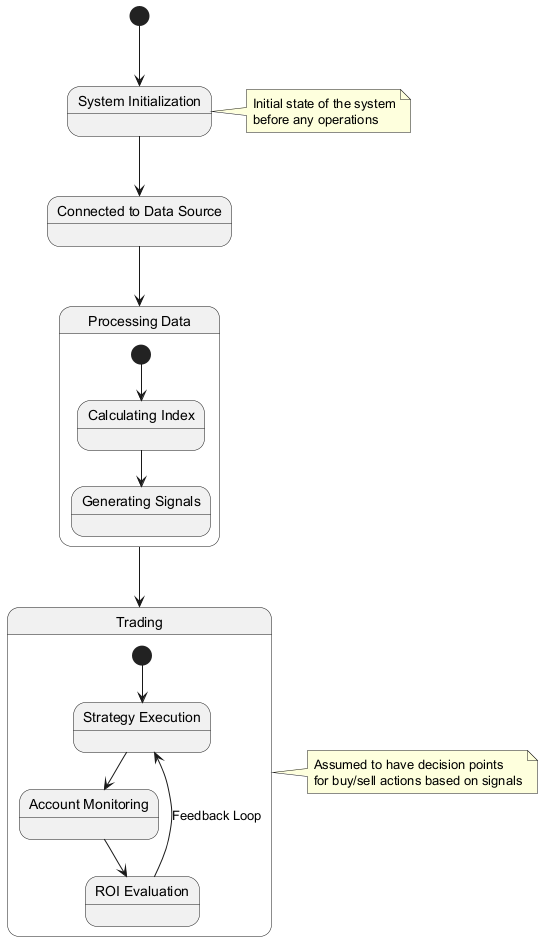 System Initialization
Initial state of the system
before any operations
Connected to Data Source
Processing Data
Calculating Index
Generating Signals
Trading
Strategy Execution
Assumed to have decision points
for buy/sell actions based on signals
Account Monitoring
Feedback Loop
ROI Evaluation